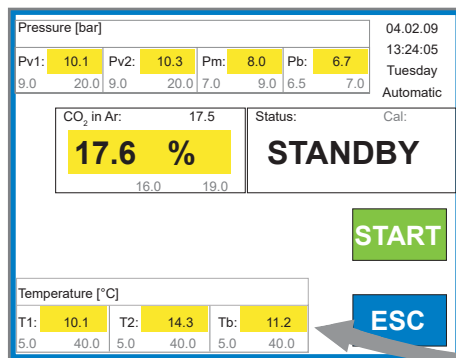 Pressure [bar]
04.02.09
13:24:05
Tuesday
Automatic
Pv1: 10.1 Pv2: 10.3 Pm: 8.0 Pb: 6.7
9.0 20.0 9.0 20.0 7.0 9.0 6.5 7.0
CO2 in Ar: 17.5
17.6 %
16.0 19.0
Status: Cal:
STANDBY
START
Temperature [°C]
T1: 10.1 T2: 14.3 Tb: 11.2
5.0 40.0 5.0 40.0 5.0 40.0
ESC